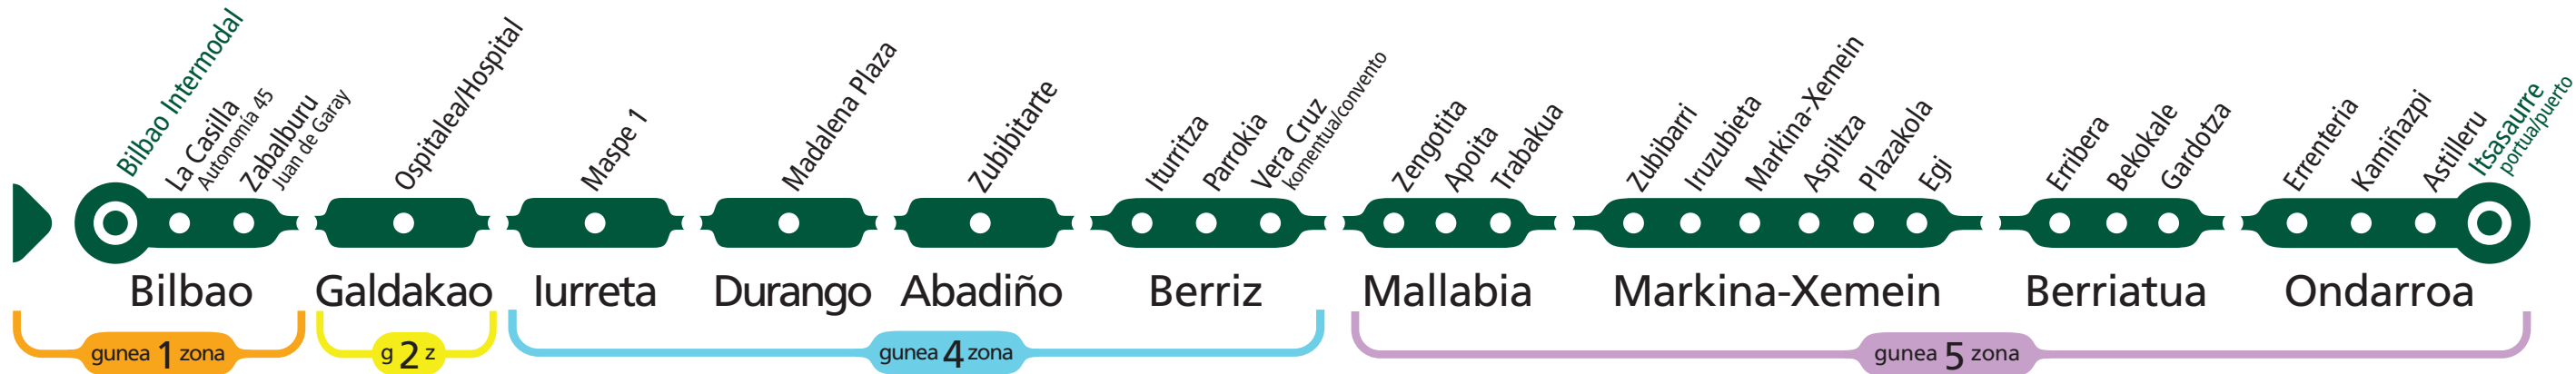 Bilbao Intermodal
La Casilla
Autonomía 45
Zabalburu
Juan de Garay
Ospitalea/Hospital
Maspe 1
Madalena Plaza
Zubibitarte
Iturritza
Parrokia
Vera Cruz
komentua/convento
Zengotita
Apoita
Trabakua
Zubibarri
Iruzubieta
Markina-Xemein
Aspiltza
Plazakola
Egi
Erribera
Bekokale
Gardotza
Errenteria
Kamiñazpi
Astilleru
Itsasaurre
portua/puerto
Bilbao
Galdakao
Iurreta
Durango
Abadiño
Berriz
Mallabia
Markina-Xemein
Berriatua
Ondarroa
gunea 1 zona
g 2 z
gunea 4 zona
gunea 5 zona